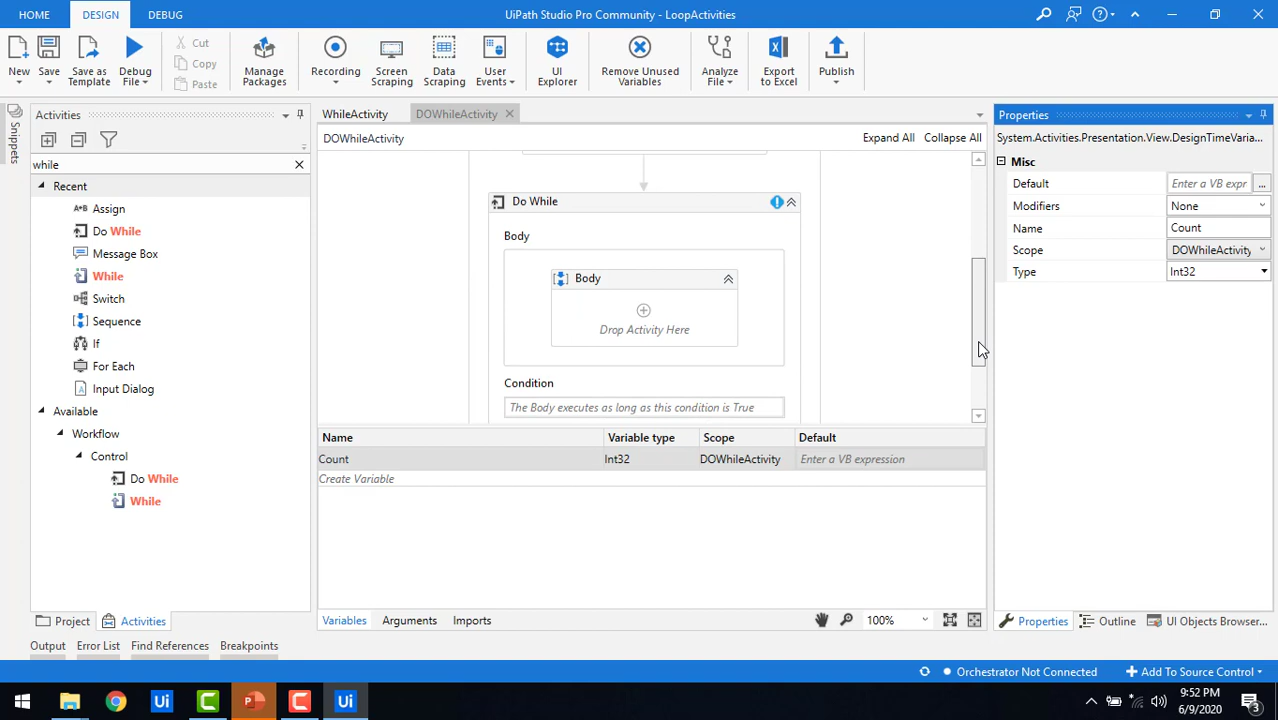 HOME DESIGN DEBUG UiPath Studio Pro Community - LoopActivities
New Save Save as Template Debug File Cut Copy Paste Manage Packages Recording Screen Scraping Data Scraping User Events UI Explorer Remove Unused Variables Analyze File Export to Excel Publish
Snippets
Activities
while
Recent
Assign
Do While
Message Box
While
Switch
Sequence
If
For Each
Input Dialog
Available
Workflow
Control
Do While
While
Project Activities
WhileActivity DOWhileActivity
DOWhileActivity Expand All Collapse All
Do While
Body
Body
Drop Activity Here
Condition
The Body executes as long as this condition is True
Name Variable type Scope Default
Count Int32 DOWhileActivity Enter a VB expression
Create Variable
Variables Arguments Imports 100%
Properties
System.Activities.Presentation.View.DesignTimeVaria...
Misc
Default Enter a VB expr ...
Modifiers None
Name Count
Scope DOWhileActivity
Type Int32
Properties Outline UI Objects Browser...
Output Error List Find References Breakpoints
Orchestrator Not Connected Add To Source Control
Ui Ui
9:52 PM
6/9/2020
3